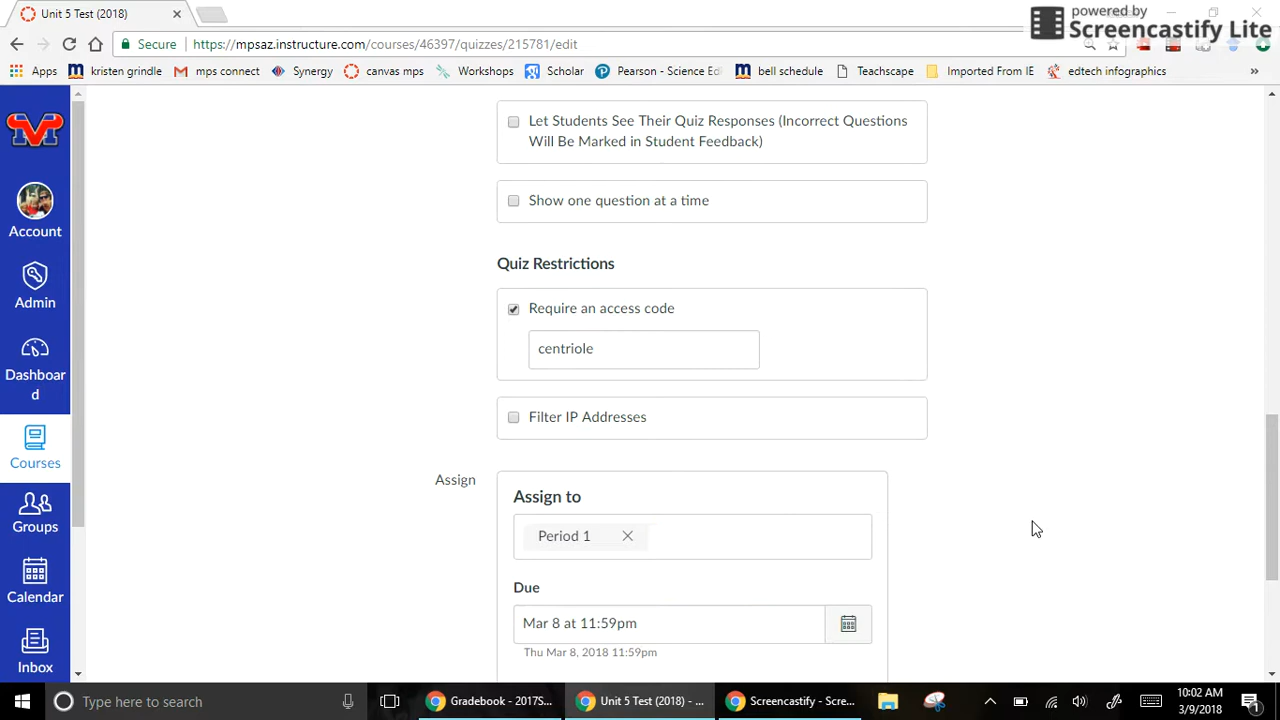 Unit 5 Test (2018)
powered by
Screencastify Lite
Secure
https://mpsaz.instructure.com/courses/46397/quizzes/215731/edit
Apps
kristen grindle
mps connect
Synergy
canvas mps
Workshops
Scholar
Pearson - Science Ed
bell schedule
Teachscape
Imported From IE
edtech infographics
»
Let Students See Their Quiz Responses (Incorrect Questions
Will Be Marked in Student Feedback)
Show one question at a time
Quiz Restrictions
Require an access code
centriole
Filter IP Addresses
Assign
Assign to
Period 1
Due
Mar 8 at 11:59pm
Thu Mar 8, 2018 11:59pm
Account
Admin
Dashboar
d
Courses
Groups
Calendar
Inbox
Type here to search
Gradebook - 2017S...
Unit 5 Test (2018) - ...
Screencastify - Scre...
10:02 AM
3/9/2018